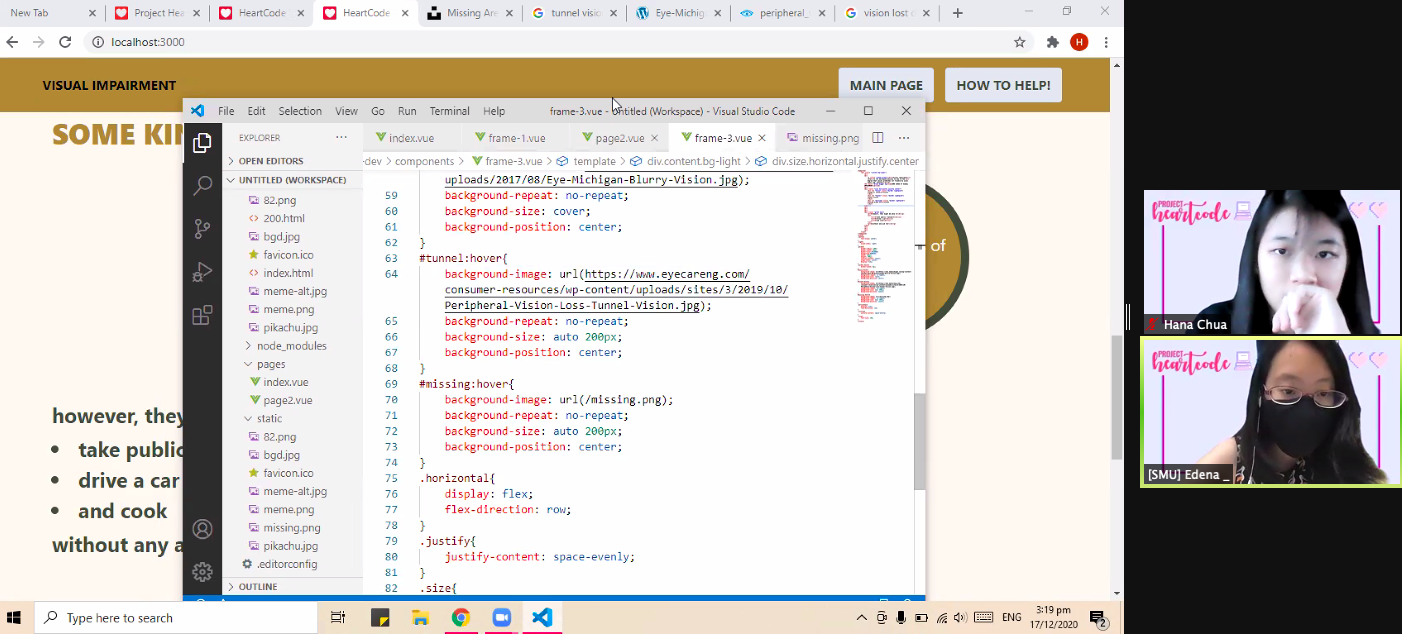 New Tab
Project Hea
HeartCode
HeartCode
Missing Are
tunnel visio
Eye-Michig
peripheral_
vision lost
localhost:3000
H
VISUAL IMPAIRMENT
MAIN PAGE
HOW TO HELP!
SOME KIN
of
however, they
take public
drive a car
and cook
without any a
File Edit Selection View Go Run Terminal Help
frame-3.vue - Untitled (Workspace) - Visual Studio Code
EXPLORER
OPEN EDITORS
UNTITLED (WORKSPACE)
82.png
200.html
bgd.jpg
favicon.ico
index.html
meme-alt.jpg
meme.png
pikachu.jpg
node_modules
pages
index.vue
page2.vue
static
82.png
bgd.jpg
favicon.ico
meme-alt.jpg
meme.png
missing.png
pikachu.jpg
.editorconfig
OUTLINE
index.vue
frame-1.vue
page2.vue
frame-3.vue
missing.png
-dev > components > frame-3.vue > template > div.content.bg-light > div.size.horizontal.justify.center
uploads/2017/08/Eye-Michigan-Blurry-Vision.jpg);
59 background-repeat: no-repeat;
60 background-size: cover;
61 background-position: center;
62 }
63 #tunnel:hover{
64 background-image: url(https://www.eyecareng.com/
consumer-resources/wp-content/uploads/sites/3/2019/10/
Peripheral-Vision-Loss-Tunnel-Vision.jpg);
65 background-repeat: no-repeat;
66 background-size: auto 200px;
67 background-position: center;
68 }
69 #missing:hover{
70 background-image: url(/missing.png);
71 background-repeat: no-repeat;
72 background-size: auto 200px;
73 background-position: center;
74 }
75 .horizontal{
76 display: flex;
77 flex-direction: row;
78 }
79 .justify{
80 justify-content: space-evenly;
81 }
82 .size{
PROJECT
heartcode
Hana Chua
PROJECT
heartcode
[SMU] Edena _
Type here to search
ENG
3:19 pm
17/12/2020
2